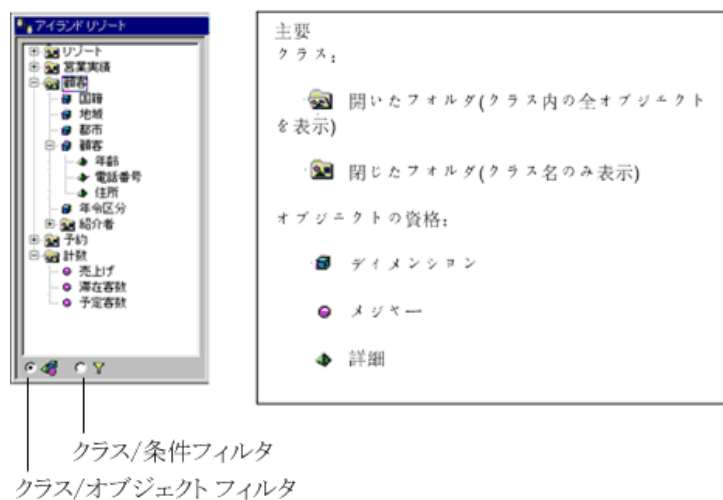 アイランドリゾート
リゾート
営業実績
顧客
国籍
地域
都市
顧客
年齢
電話番号
住所
年令区分
紹介者
予約
計数
売上げ
滞在客数
予定客数
クラス/条件フィルタ
クラス/オブジェクト フィルタ
主要
クラス:
開いたフォルダ(クラス内の全オブジェクト
を表示)
閉じたフォルダ(クラス名のみ表示)
オブジェクトの資格:
ディメンション
メジャー
詳細